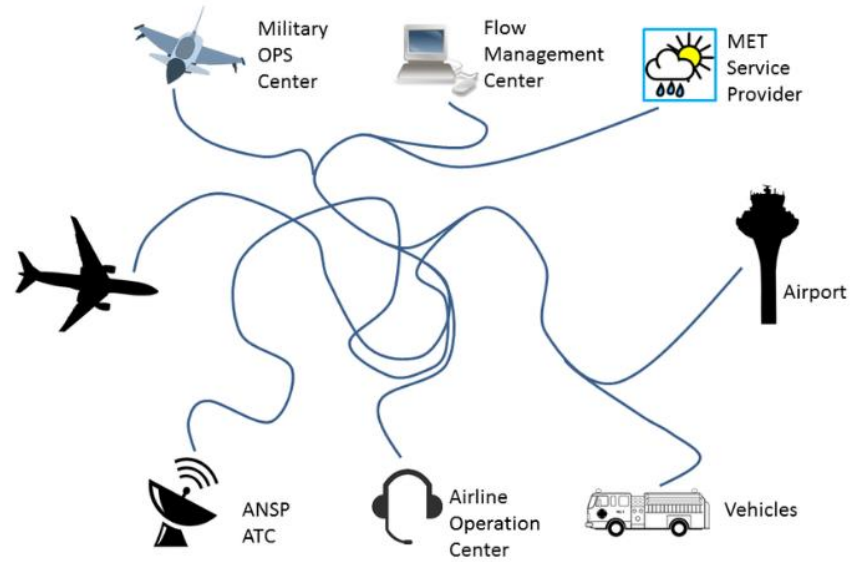 Military
OPS
Center
Flow
Management
Center
MET
Service
Provider
Airport
ANSP
ATC
Airline
Operation
Center
Vehicles